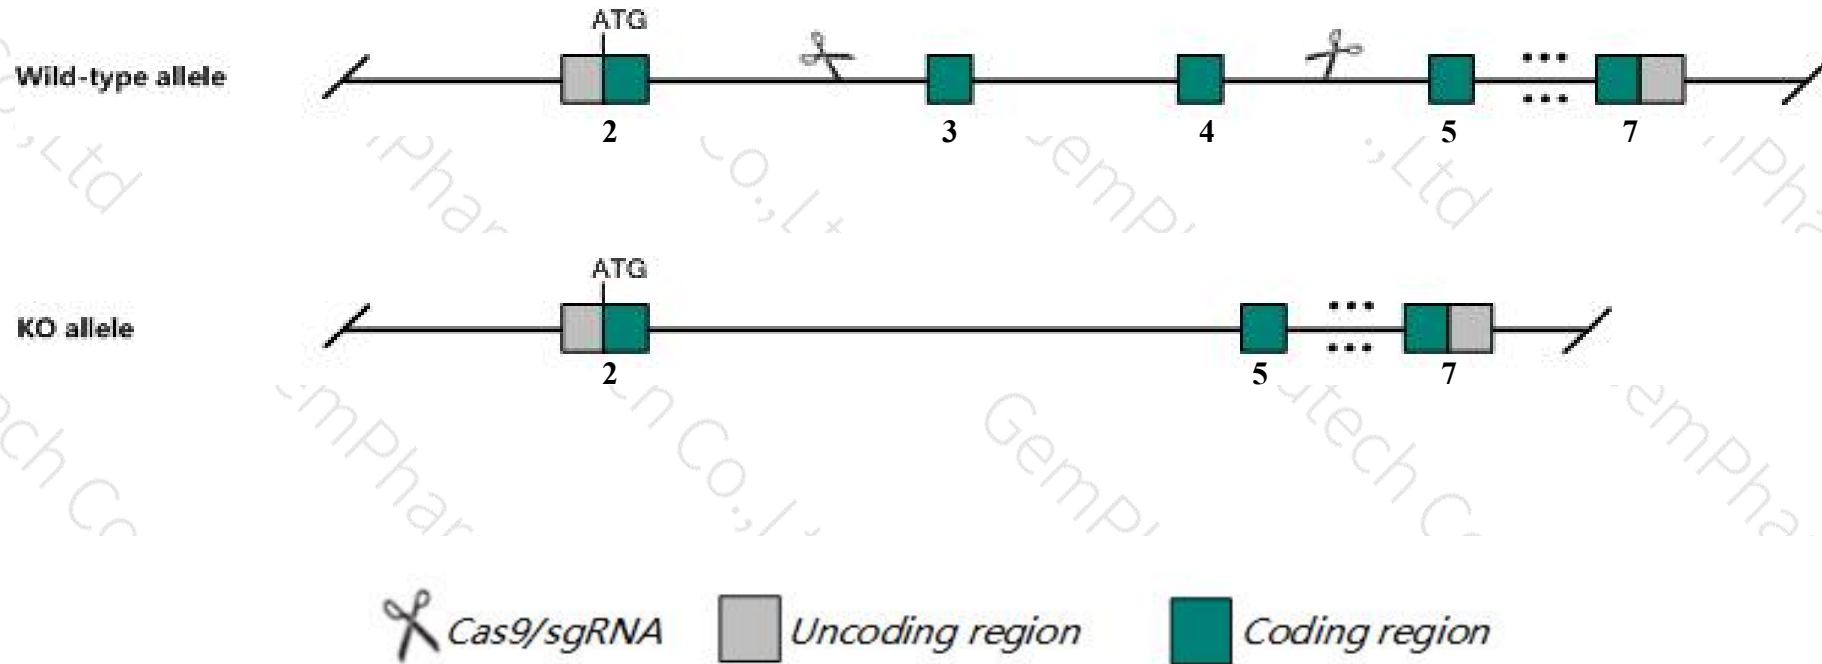 ATG
Wild-type allele
2 3 4 5 7
ATG
KO allele
2 5 7
Cas9/sgRNA Uncoding region Coding region
GemPh